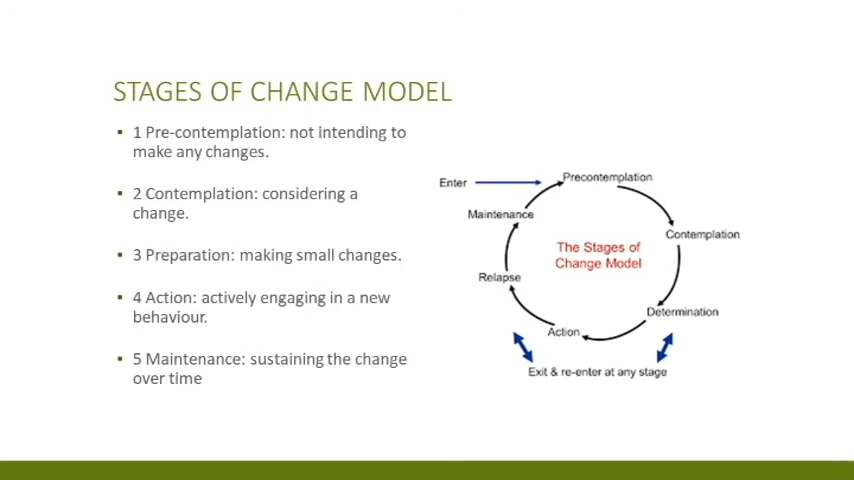 STAGES OF CHANGE MODEL
1 Pre-contemplation: not intending to
make any changes.
2 Contemplation: considering a
change.
3 Preparation: making small changes.
4 Action: actively engaging in a new
behaviour.
5 Maintenance: sustaining the change
over time
Enter
Precontemplation
Maintenance
Contemplation
The Stages of
Change Model
Relapse
Determination
Action
Exit & re-enter at any stage